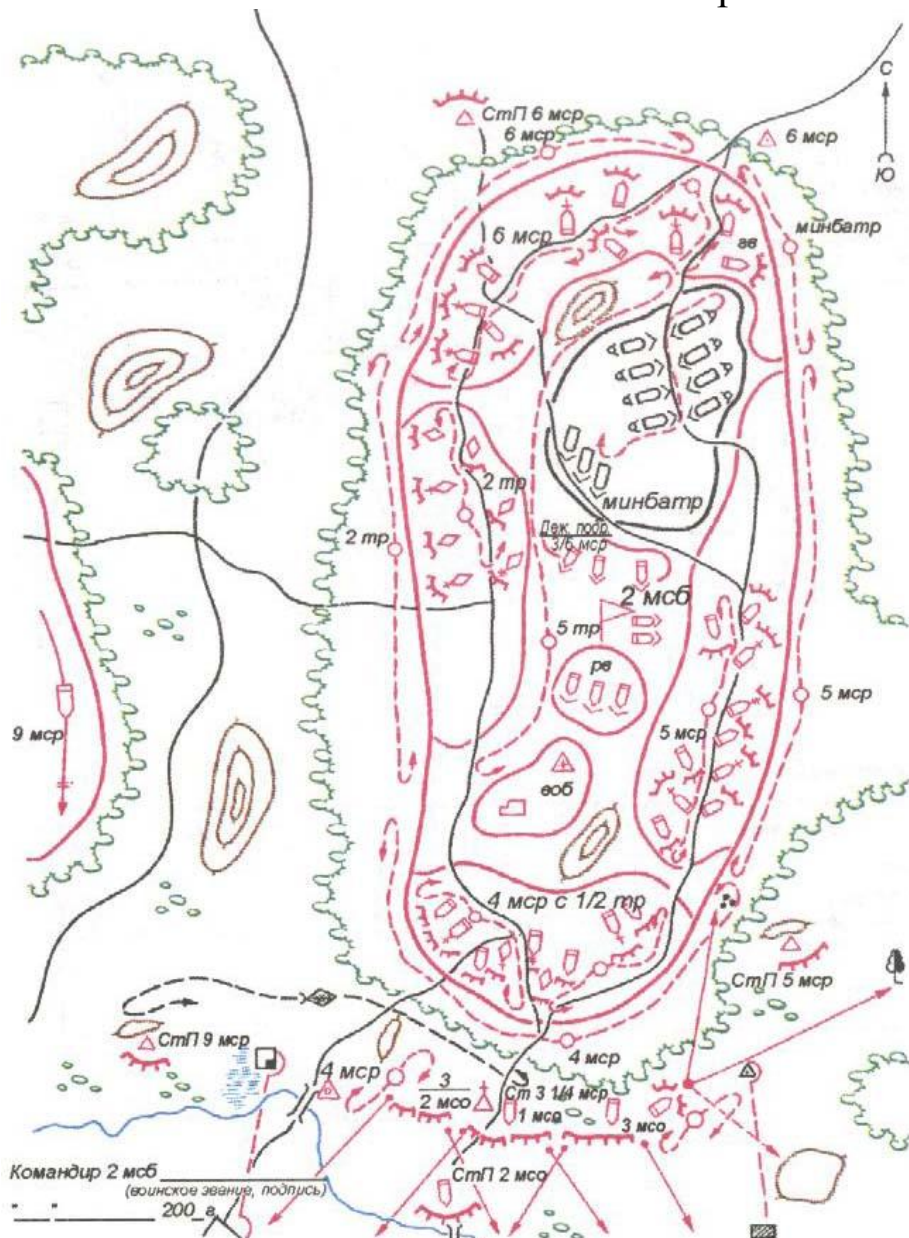 С
СтП 6 мср
6 мср
6 мср
Ю
минбатр
6 мср
гв
2 тр
минбатр
2 тр
Деж. подр.
3/6 мср
2 мсб
5 тр
рв
9 мср
5 мср
5 мср
воб
4 мср с 1/2 тр
СтП 5 мср
СтП 9 мср
4 мср
4 мср
3
2 мсо
Ст 3 1/4 мср
1 мсо
3 мсо
СтП 2 мсо
Командир 2 мсб
(воинское звание, подпись)
" " 200 г.